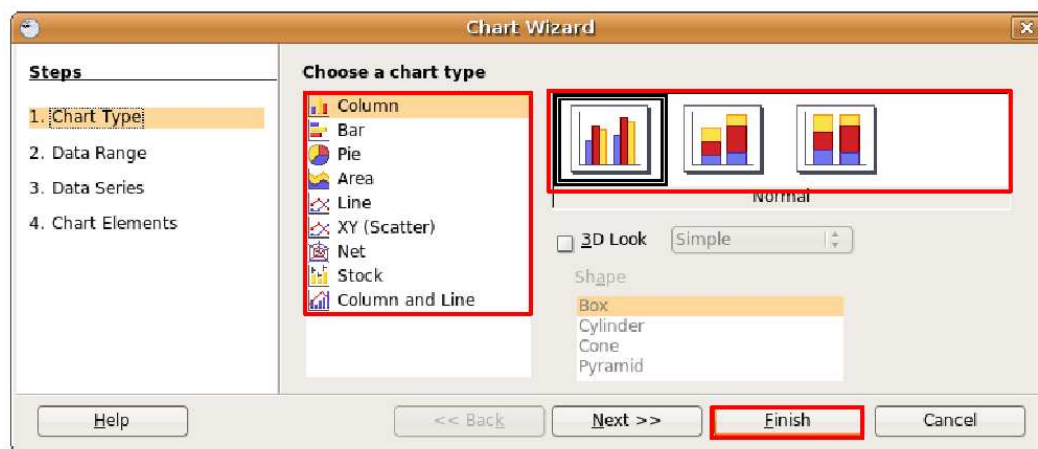 Chart Wizard
Steps
1. Chart Type
2. Data Range
3. Data Series
4. Chart Elements
Choose a chart type
Column
Bar
Pie
Area
Line
XY (Scatter)
Net
Stock
Column and Line
Normal
3D Look
Simple
Shape
Box
Cylinder
Cone
Pyramid
Help
<< Back
Next >>
Finish
Cancel